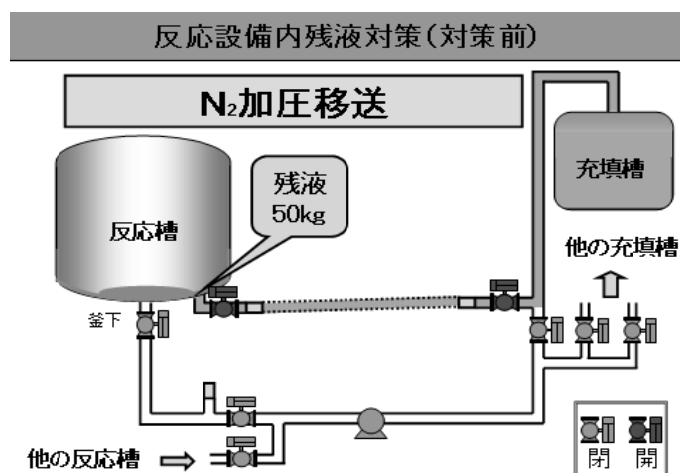 反応設備内残液対策(対策前)
N₂加圧移送
残液
50kg
充填槽
反応槽
他の充填槽
釜下
他の反応槽
閉 開